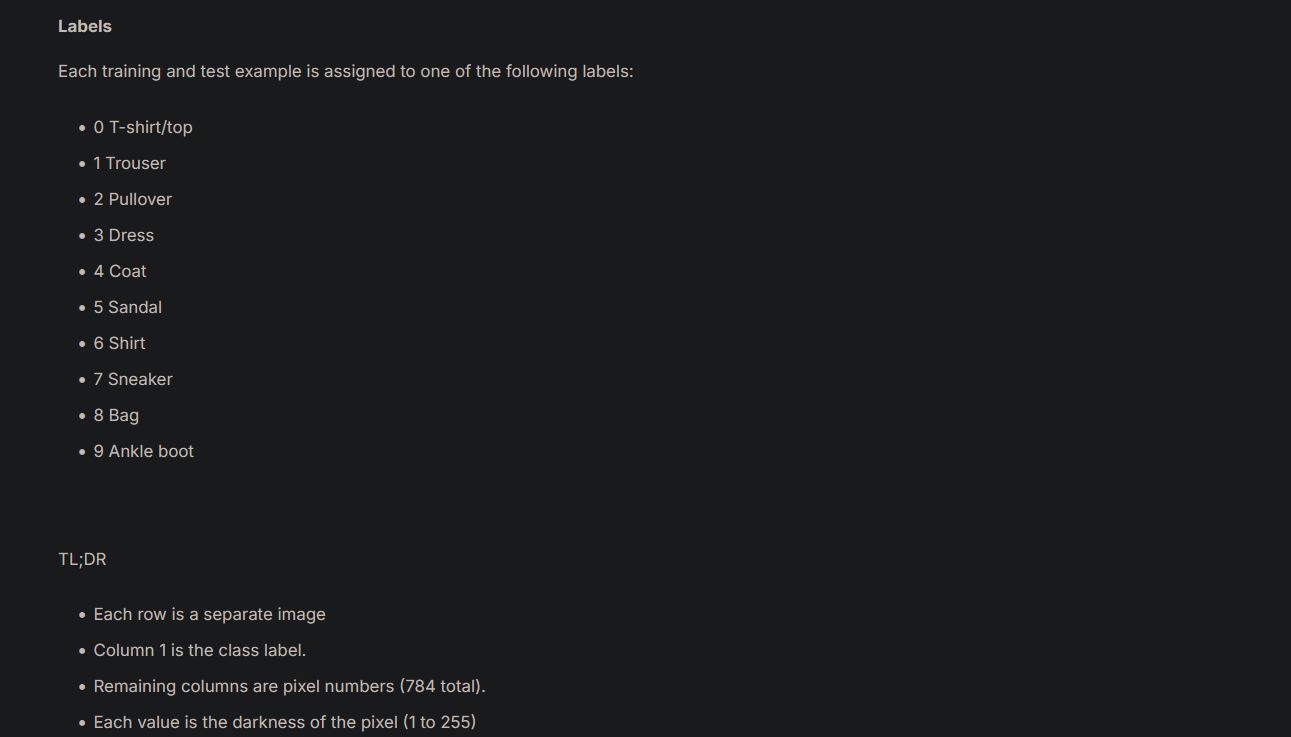 Labels
Each training and test example is assigned to one of the following labels:
• 0 T-shirt/top
• 1 Trouser
• 2 Pullover
• 3 Dress
• 4 Coat
• 5 Sandal
• 6 Shirt
• 7 Sneaker
• 8 Bag
• 9 Ankle boot
TL;DR
• Each row is a separate image
• Column 1 is the class label.
• Remaining columns are pixel numbers (784 total).
• Each value is the darkness of the pixel (1 to 255)